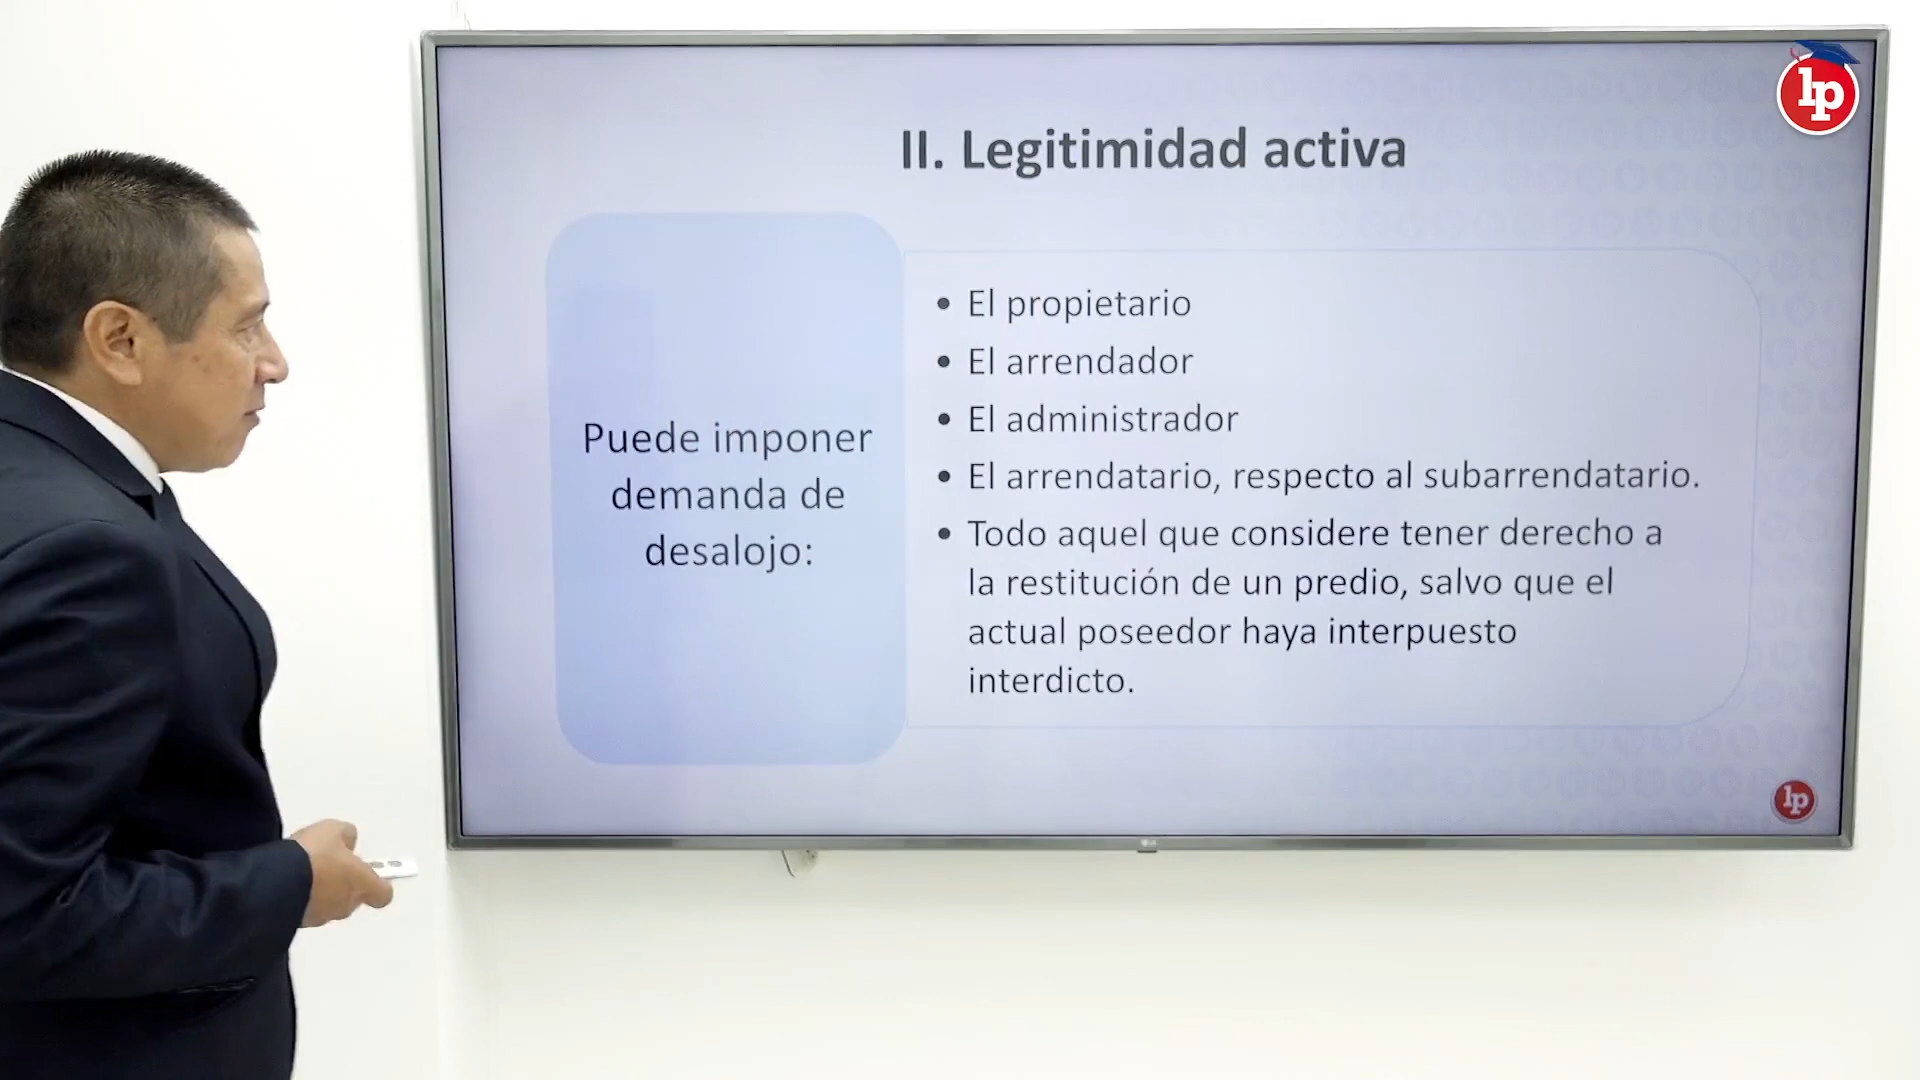 lp
II. Legitimidad activa
Puede imponer
demanda de
desalojo:
• El propietario
• El arrendador
• El administrador
• El arrendatario, respecto al subarrendatario.
• Todo aquel que considere tener derecho a
la restitución de un predio, salvo que el
actual poseedor haya interpuesto
interdicto.
lp
LG